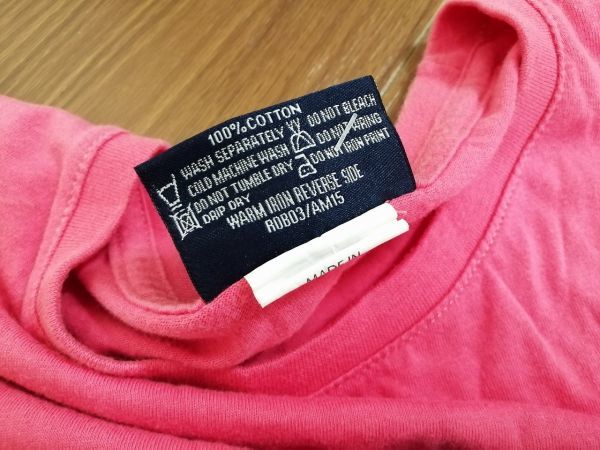 100% COTTON
WASH SEPARATELY DO NOT BLEACH
COLD MACHINE WASH DO NOT WRING
DO NOT TUMBLE DRY DO NOT IRON PRINT
DRIP DRY
WARM IRON REVERSE SIDE
R0803/AM15
MADE IN